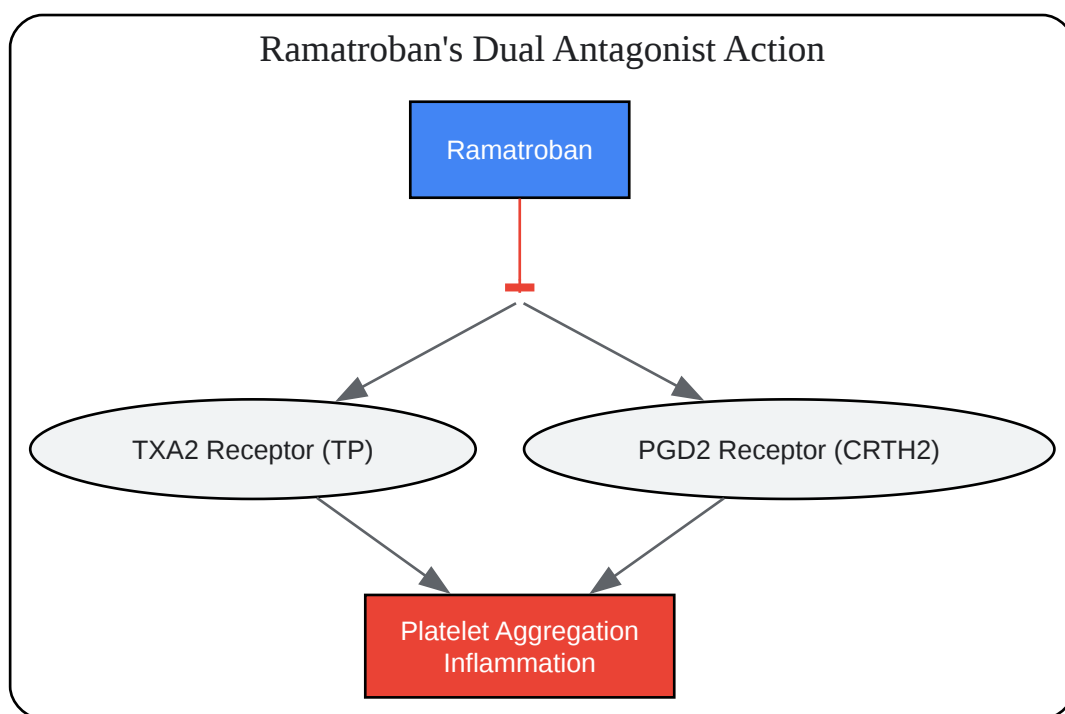 Ramatroban's Dual Antagonist Action
Ramatroban
TXA2 Receptor (TP)
PGD2 Receptor (CRTH2)
Platelet Aggregation
Inflammation